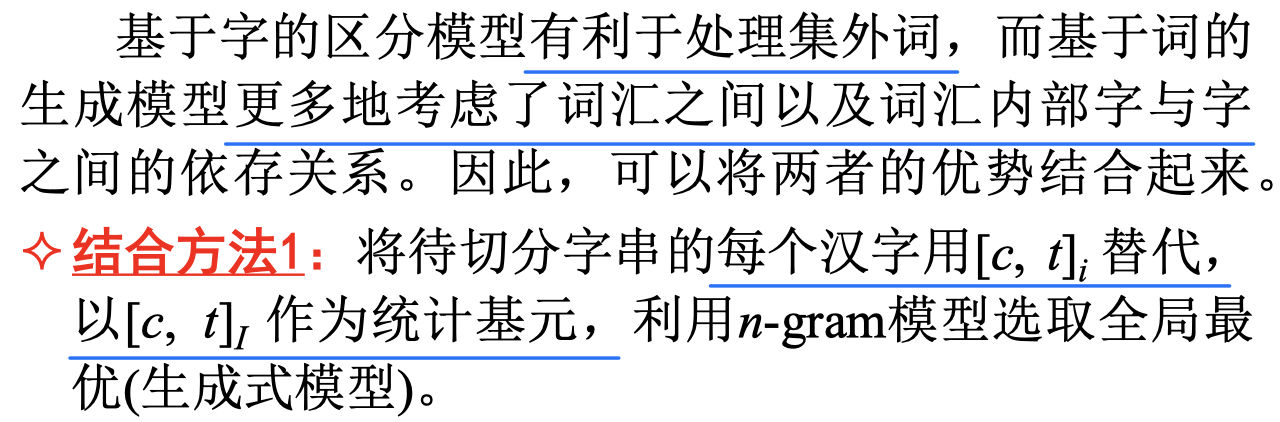 基于字的区分模型有利于处理集外词，而基于词的
生成模型更多地考虑了词汇之间以及词汇内部字与字
之间的依存关系。因此，可以将两者的优势结合起来。
✧结合方法1：将待切分字串的每个汉字用[c, t]i 替代，
以[c, t]I 作为统计基元，利用n-gram模型选取全局最
优(生成式模型)。